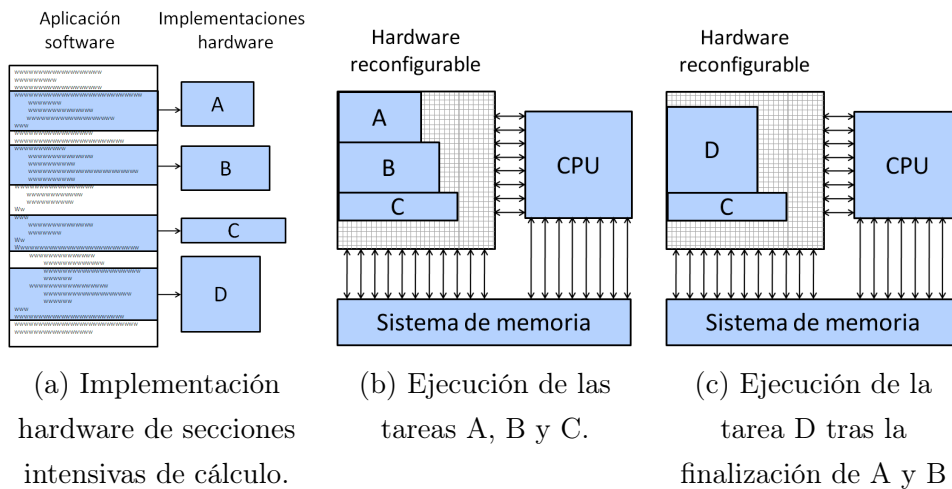 Aplicación
software
Implementaciones
hardware
A
B
C
D
Hardware
reconfigurable
A
B
C
CPU
Sistema de memoria
Hardware
reconfigurable
D
C
CPU
Sistema de memoria
(a) Implementación
hardware de secciones
intensivas de cálculo.
(b) Ejecución de las
tareas A, B y C.
(c) Ejecución de la
tarea D tras la
finalización de A y B